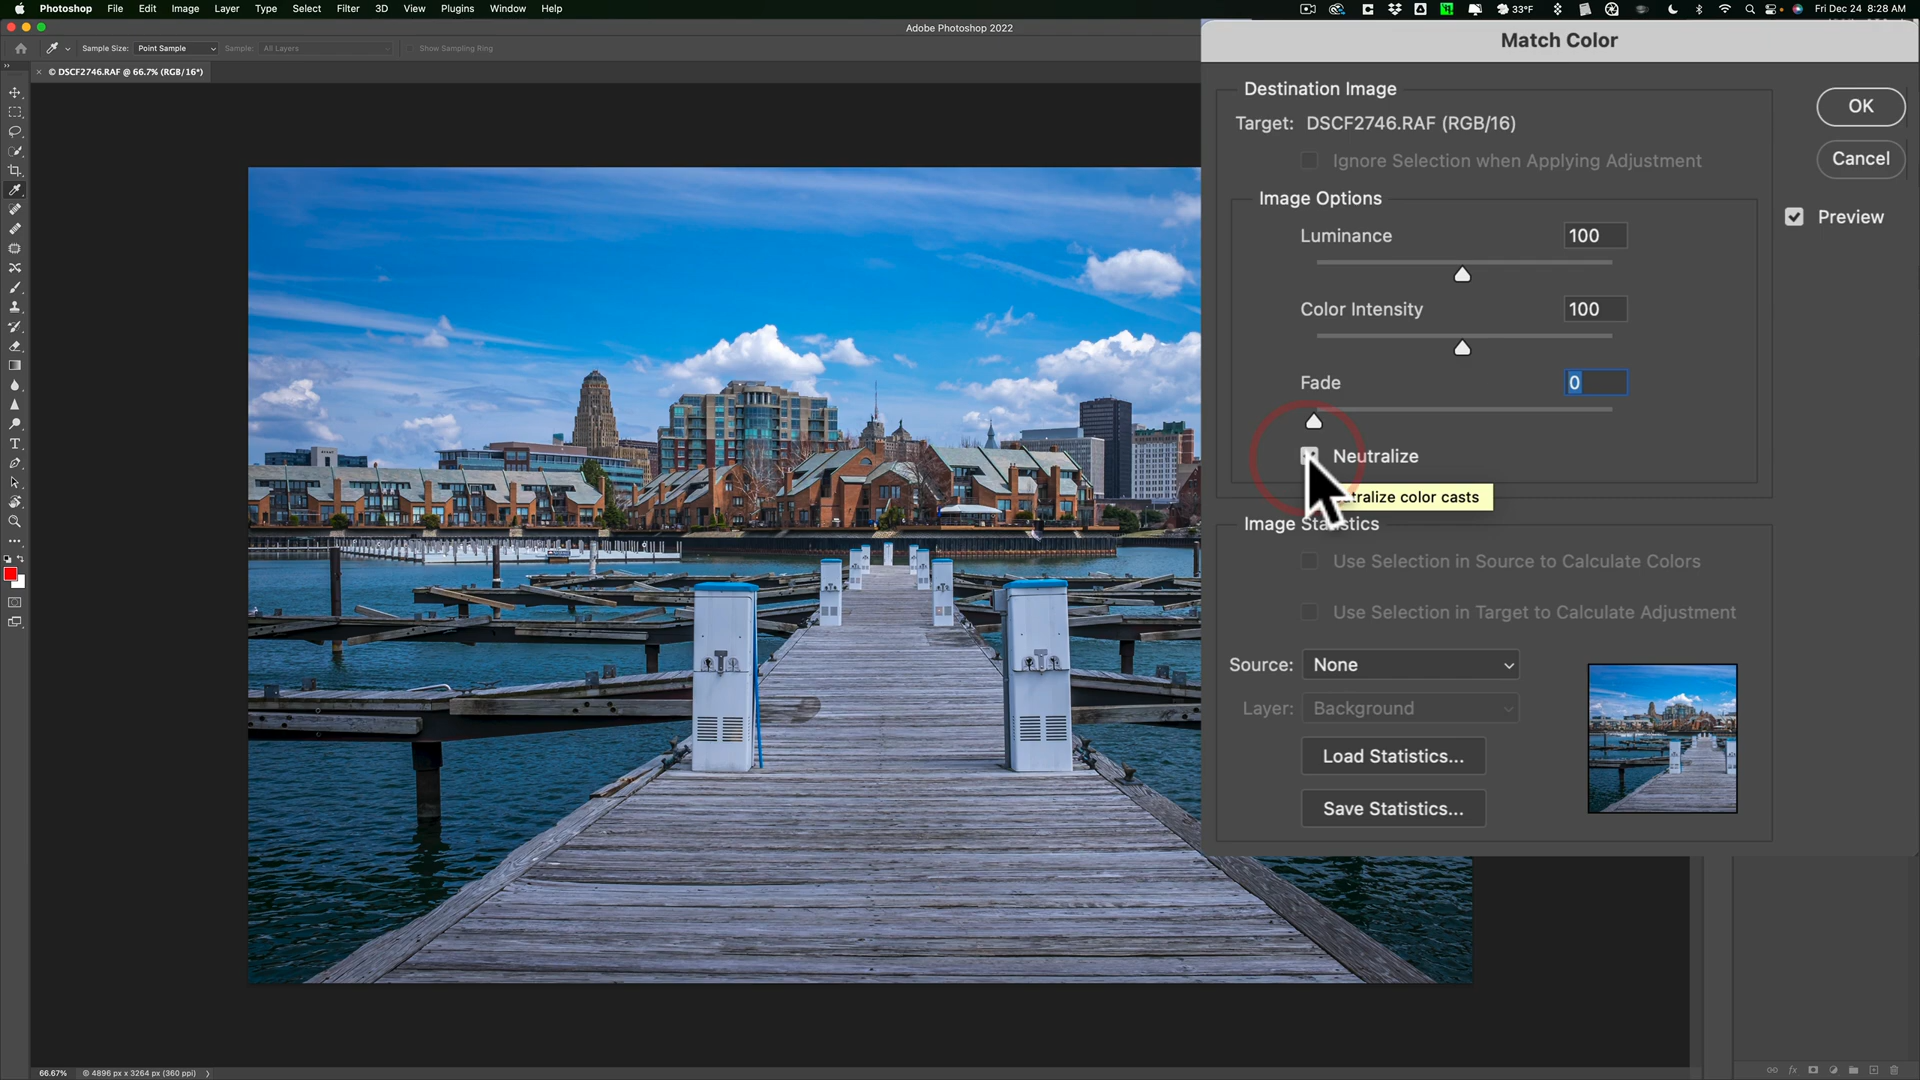 Photoshop File Edit Image Layer Type Select Filter 3D View Plugins Window Help 33°F Fri Dec 24 8:28 AM
Adobe Photoshop 2022
Sample Size: Point Sample Sample: All Layers Show Sampling Ring
© DSCF2746.RAF @ 66.7% (RGB/16*)
Match Color
Destination Image
Target: DSCF2746.RAF (RGB/16)
Ignore Selection when Applying Adjustment
OK
Cancel
Preview
Image Options
Luminance 100
Color Intensity 100
Fade 0
Neutralize
utralize color casts
Image Statistics
Use Selection in Source to Calculate Colors
Use Selection in Target to Calculate Adjustment
Source: None
Layer: Background
Load Statistics...
Save Statistics...
66.67% 4896 px x 3264 px (360 ppi)